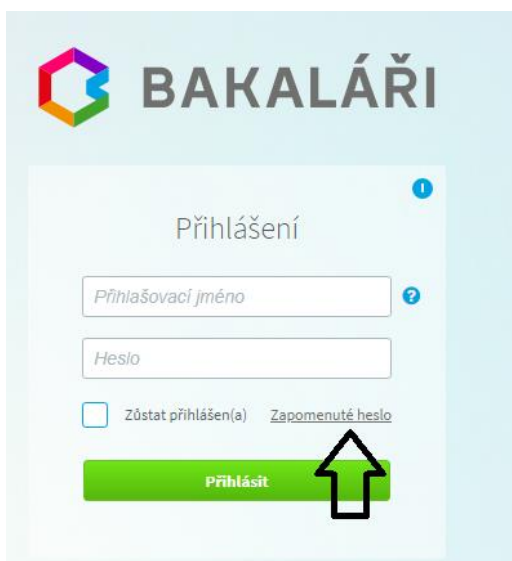 BAKALÁŘI
Přihlášení
Přihlašovací jméno
?
Heslo
Zůstat přihlášen(a) Zapomenuté heslo
Přihlásit